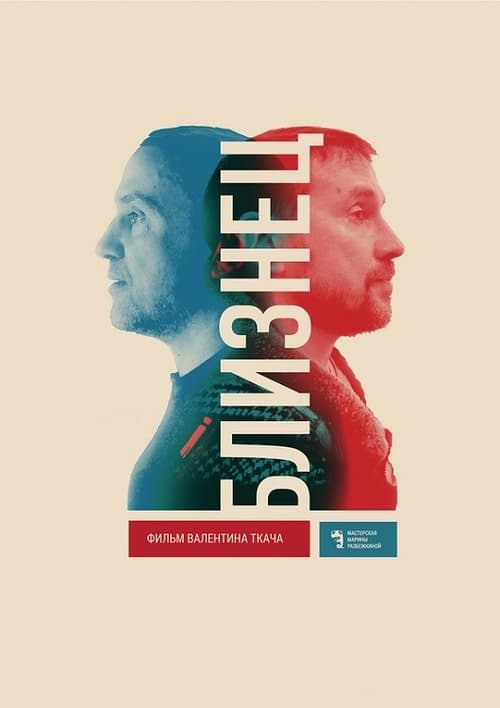 БЛИЗНЕЦ
ФИЛЬМ ВАЛЕНТИНА ТКАЧА
МАСТЕРСКАЯ
МАРИНЫ
РАЗБЕЖКИНОЙ